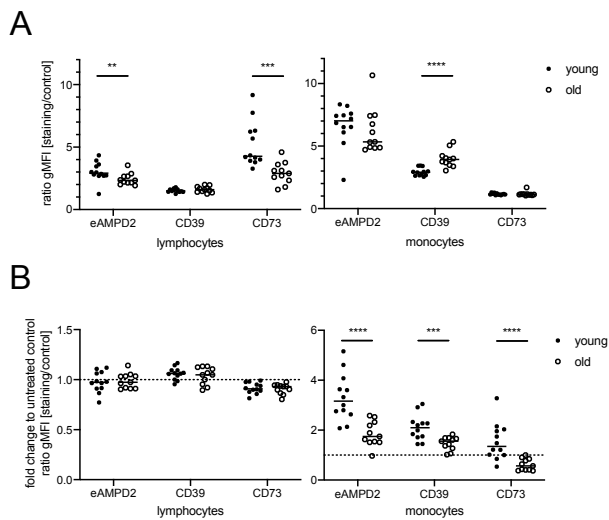 A
ratio gMFI [staining/control]
10
5
0
**
***
eAMPD2 CD39 CD73
lymphocytes
10
5
0
****
eAMPD2 CD39 CD73
monocytes
young
old
B
fold change to untreated control
ratio gMFI [staining/control]
1.5
1.0
0.5
0.0
eAMPD2 CD39 CD73
lymphocytes
6
4
2
0
****
***
****
eAMPD2 CD39 CD73
monocytes
young
old